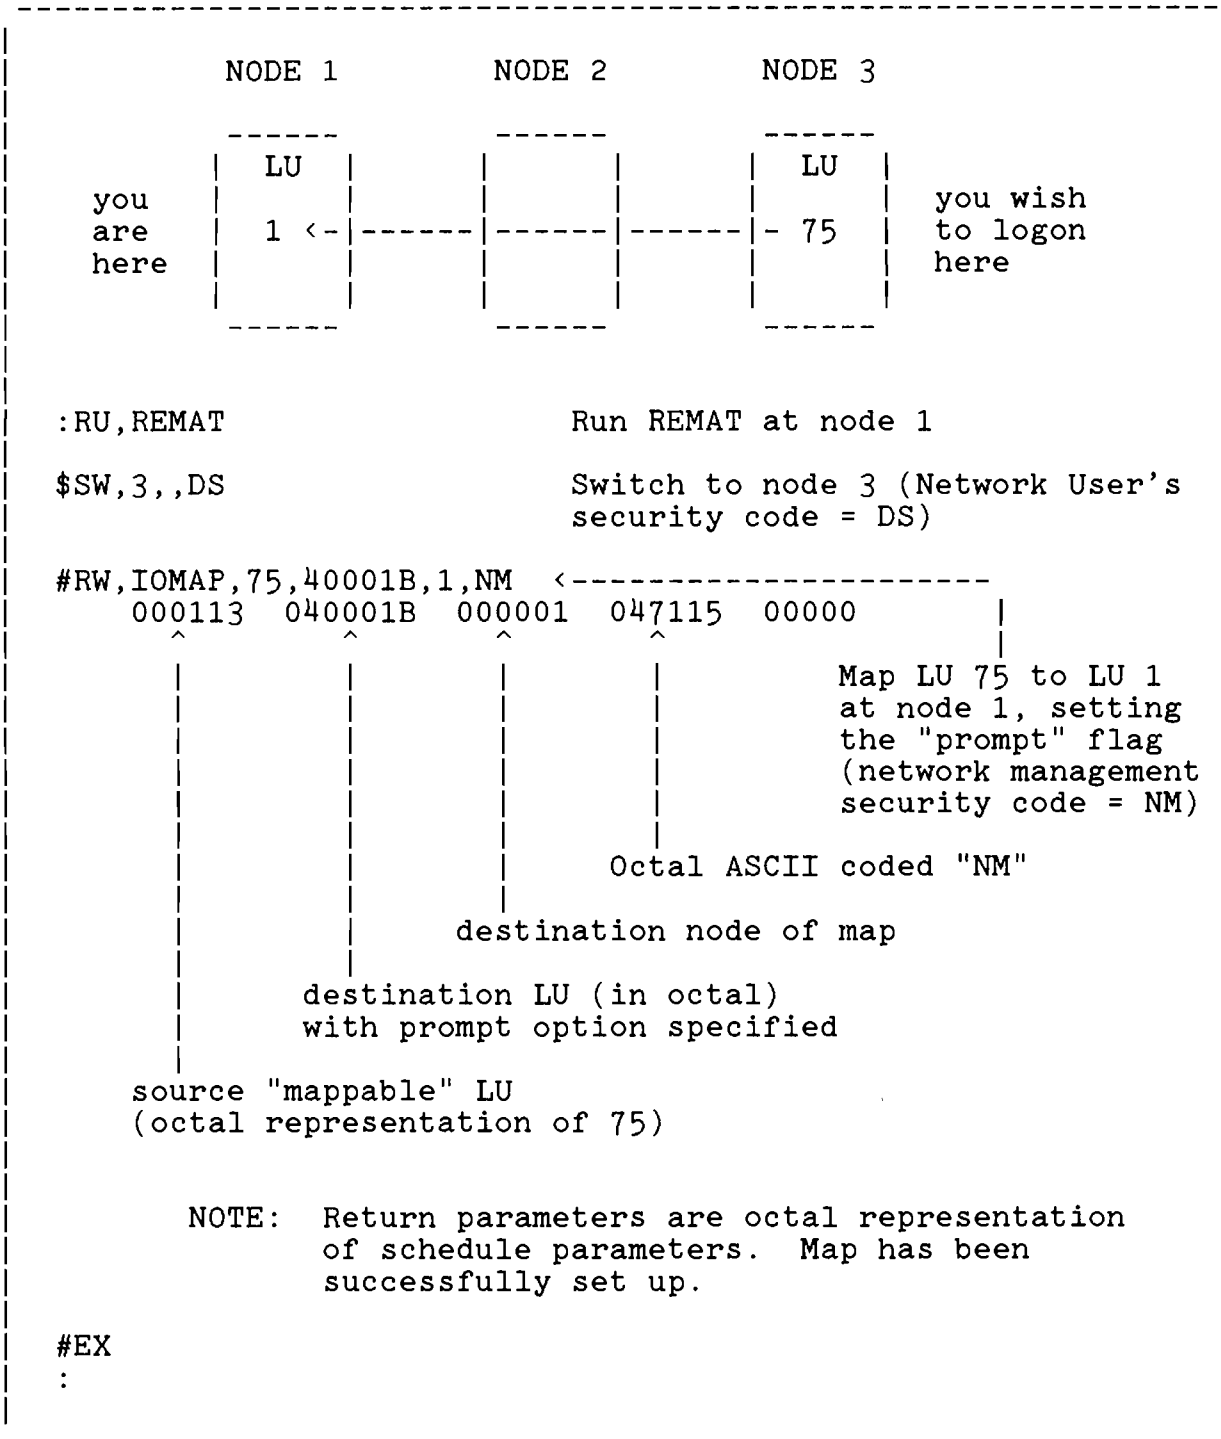 NODE 1 NODE 2 NODE 3
LU LU
you you wish
are 1 <-|------|------|------|- 75 to logon
here here
:RU,REMAT Run REMAT at node 1
$SW,3,,DS Switch to node 3 (Network User's
security code = DS)
#RW,IOMAP,75,40001B,1,NM <----------------------
000113 040001B 000001 047115 00000
^ ^ ^ ^
Map LU 75 to LU 1
at node 1, setting
the "prompt" flag
(network management
security code = NM)
Octal ASCII coded "NM"
destination node of map
destination LU (in octal)
with prompt option specified
source "mappable" LU
(octal representation of 75)
NOTE: Return parameters are octal representation
of schedule parameters. Map has been
successfully set up.
#EX
: